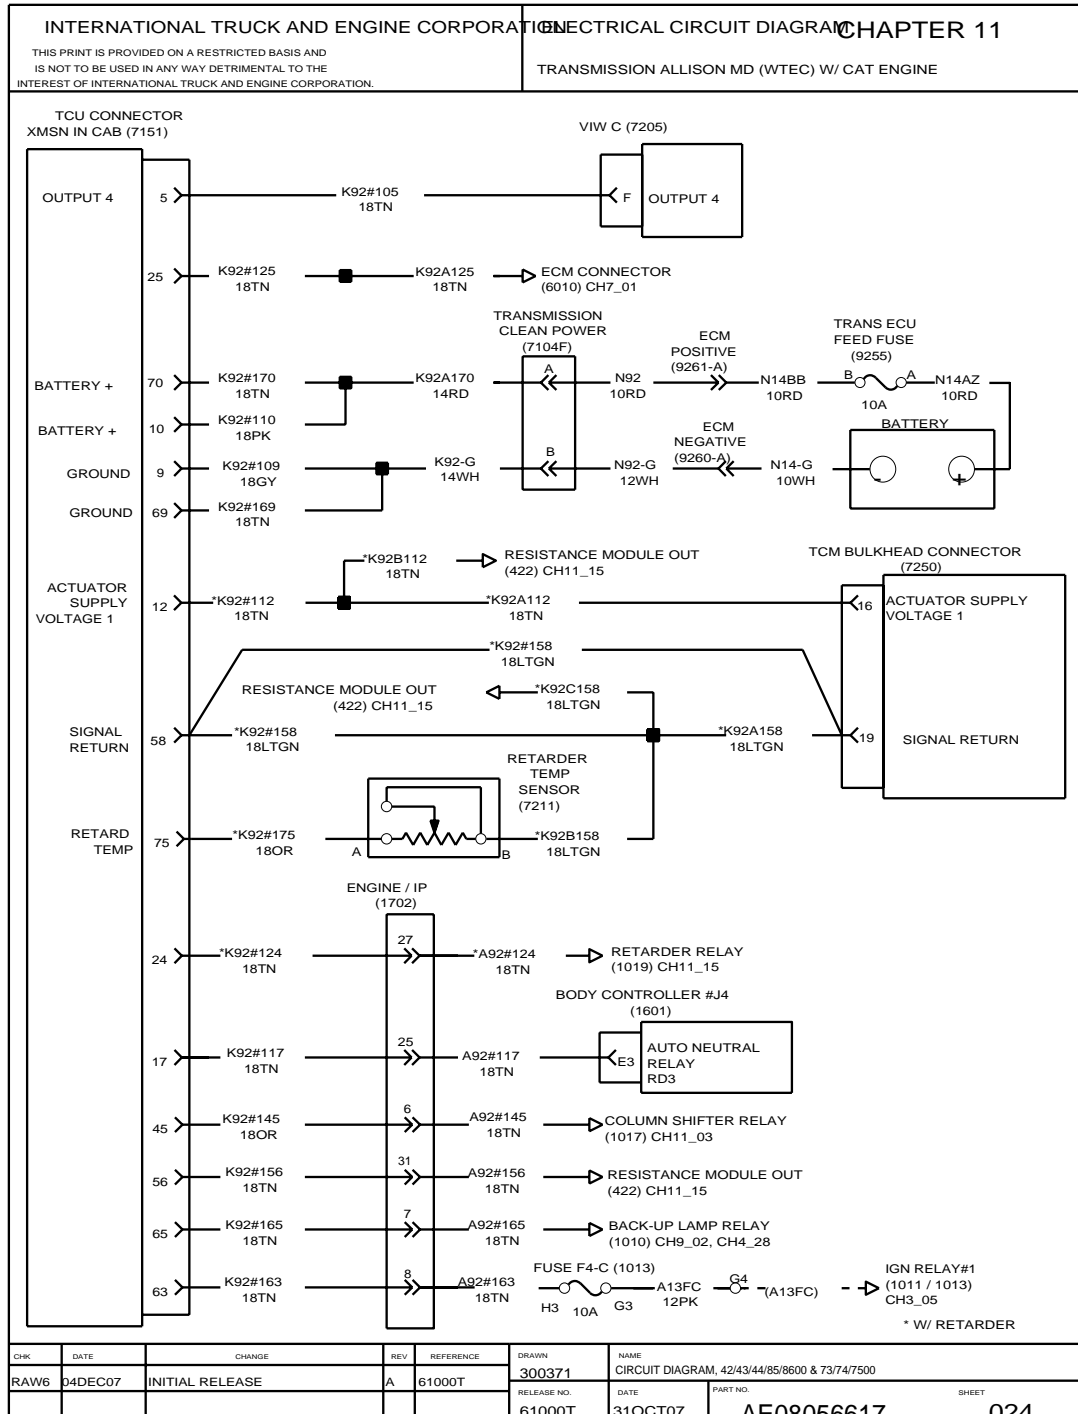 INTERNATIONAL TRUCK AND ENGINE CORPORATION
ELECTRICAL CIRCUIT DIAGRAM
CHAPTER 11
THIS PRINT IS PROVIDED ON A RESTRICTED BASIS AND
IS NOT TO BE USED IN ANY WAY DETRIMENTAL TO THE
INTEREST OF INTERNATIONAL TRUCK AND ENGINE CORPORATION.
TRANSMISSION ALLISON MD (WTEC) W/ CAT ENGINE
TCU CONNECTOR
XMSN IN CAB (7151)
VIW C (7205)
OUTPUT 4
5
K92#105
18TN
F
OUTPUT 4
25
K92#125
18TN
K92A125
18TN
ECM CONNECTOR
(6010) CH7_01
TRANSMISSION
CLEAN POWER
(7104F)
ECM
POSITIVE
(9261-A)
TRANS ECU
FEED FUSE
(9255)
BATTERY +
70
K92#170
18TN
K92A170
14RD
A
N92
10RD
N14BB
10RD
B
A
10A
N14AZ
10RD
BATTERY +
10
K92#110
18PK
ECM
NEGATIVE
(9260-A)
BATTERY
GROUND
9
K92#109
18GY
K92-G
14WH
B
N92-G
12WH
N14-G
10WH
-
+
GROUND
69
K92#169
18TN
*K92B112
18TN
RESISTANCE MODULE OUT
(422) CH11_15
TCM BULKHEAD CONNECTOR
(7250)
ACTUATOR
SUPPLY
VOLTAGE 1
12
*K92#112
18TN
*K92A112
18TN
16
ACTUATOR SUPPLY
VOLTAGE 1
*K92#158
18LTGN
RESISTANCE MODULE OUT
(422) CH11_15
*K92C158
18LTGN
SIGNAL
RETURN
58
*K92#158
18LTGN
*K92A158
18LTGN
19
SIGNAL RETURN
RETARDER
TEMP
SENSOR
(7211)
RETARD
TEMP
75
*K92#175
18OR
A
B
*K92B158
18LTGN
ENGINE / IP
(1702)
24
*K92#124
18TN
27
*A92#124
18TN
RETARDER RELAY
(1019) CH11_15
BODY CONTROLLER #J4
(1601)
17
K92#117
18TN
25
A92#117
18TN
E3
AUTO NEUTRAL
RELAY
RD3
45
K92#145
18OR
6
A92#145
18TN
COLUMN SHIFTER RELAY
(1017) CH11_03
56
K92#156
18TN
31
A92#156
18TN
RESISTANCE MODULE OUT
(422) CH11_15
65
K92#165
18TN
7
A92#165
18TN
BACK-UP LAMP RELAY
(1010) CH9_02, CH4_28
63
K92#163
18TN
8
A92#163
18TN
FUSE F4-C (1013)
H3
10A
G3
A13FC
12PK
G4
(A13FC)
IGN RELAY#1
(1011 / 1013)
CH3_05
* W/ RETARDER
CHK DATE CHANGE REV REFERENCE
RAW6 04DEC07 INITIAL RELEASE A 61000T
DRAWN
300371
NAME
CIRCUIT DIAGRAM, 42/43/44/85/8600 & 73/74/7500
RELEASE NO.
61000T
DATE
31OCT07
PART NO.
AE08056617
SHEET
024